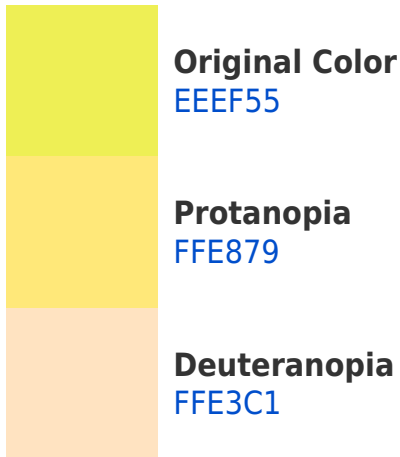 Original Color
EEEF55
Protanopia
FFE879
Deuteranopia
FFE3C1